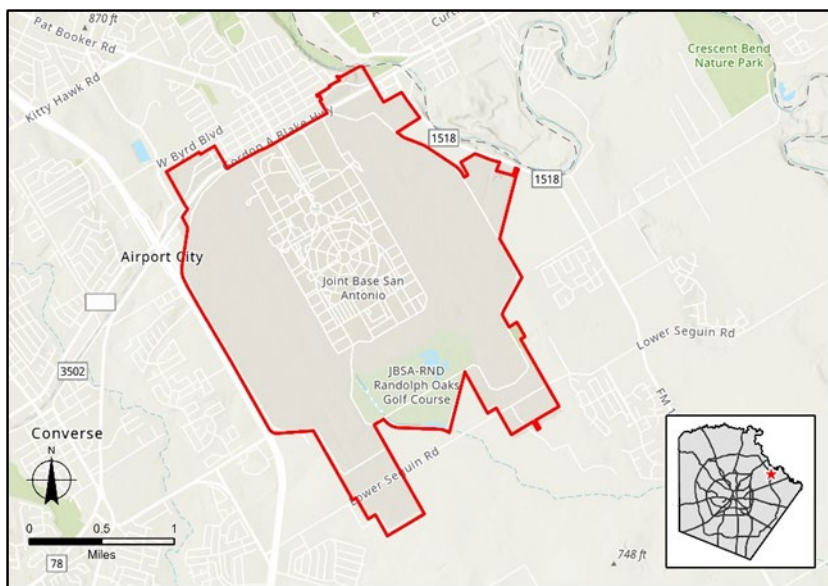 870 ft
Pat Booker Rd
Kitty Hawk Rd
W Byrd Blvd
Gordon A Blake Hwy
Crescent Bend
Nature Park
1518
1518
Airport City
Joint Base San
Antonio
Lower Seguin Rd
JBSA-RND
Randolph Oaks
Golf Course
3502
Converse
N
Lower Seguin Rd
0 0.5 1
Miles
78
748 ft